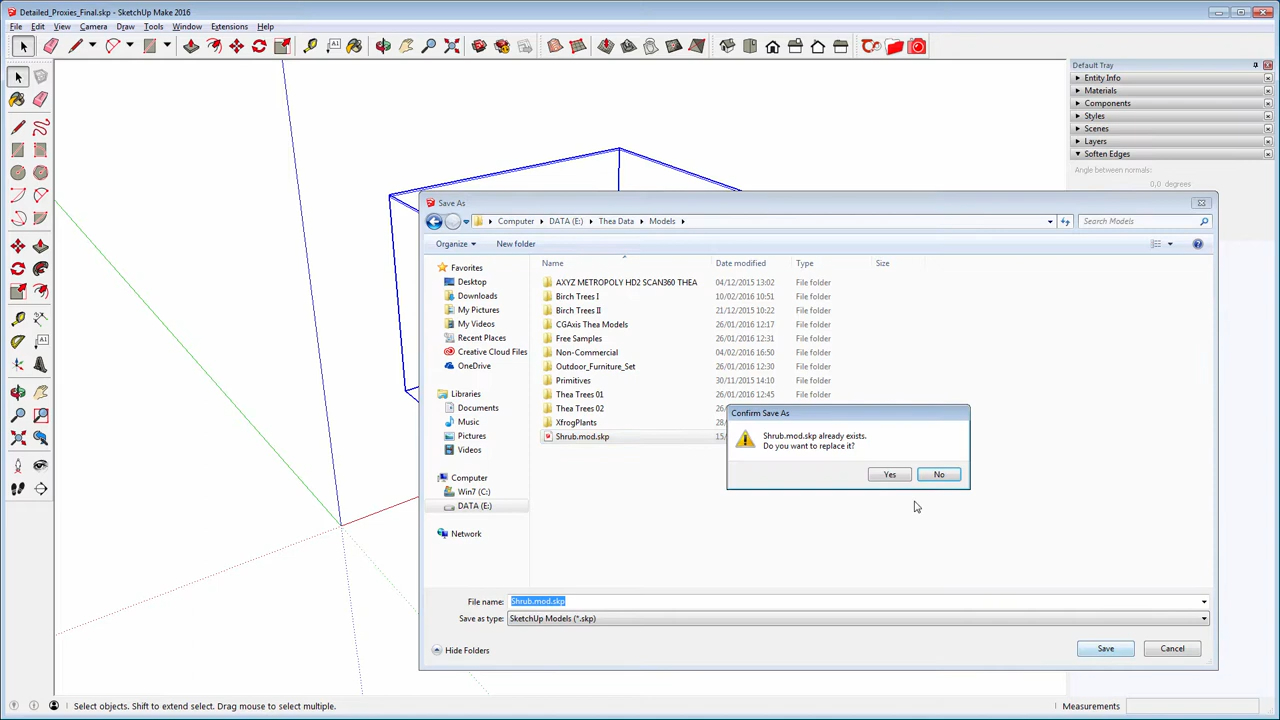 Detailed_Proxies_Final.skp - SketchUp Make 2016
File Edit View Camera Draw Tools Window Extensions Help
Default Tray
Entity Info
Materials
Components
Styles
Scenes
Layers
Soften Edges
Angle between normals:
0,0 degrees
Save As
Computer DATA (E:) Thea Data Models
Search Models
Organize New folder
Name Date modified Type Size
Favorites
Desktop
Downloads
My Pictures
My Videos
Recent Places
Creative Cloud Files
OneDrive
Libraries
Documents
Music
Pictures
Videos
Computer
Win7 (C:)
DATA (E:)
Network
AXYZ METROPOLY HD2 SCAN360 THEA 04/12/2015 13:02 File folder
Birch Trees I 10/02/2016 10:51 File folder
Birch Trees II 21/12/2015 10:22 File folder
CGAxis Thea Models 26/01/2016 12:17 File folder
Free Samples 26/01/2016 12:31 File folder
Non-Commercial 04/02/2016 16:50 File folder
Outdoor_Furniture_Set 26/01/2016 12:30 File folder
Primitives 30/11/2015 14:10 File folder
Thea Trees 01 26/01/2016 12:45 File folder
Thea Trees 02
XfrogPlants
Shrub.mod.skp
Confirm Save As
Shrub.mod.skp already exists.
Do you want to replace it?
Yes No
File name: Shrub.mod.skp
Save as type: SketchUp Models (*.skp)
Hide Folders
Save Cancel
Select objects. Shift to extend select. Drag mouse to select multiple.
Measurements